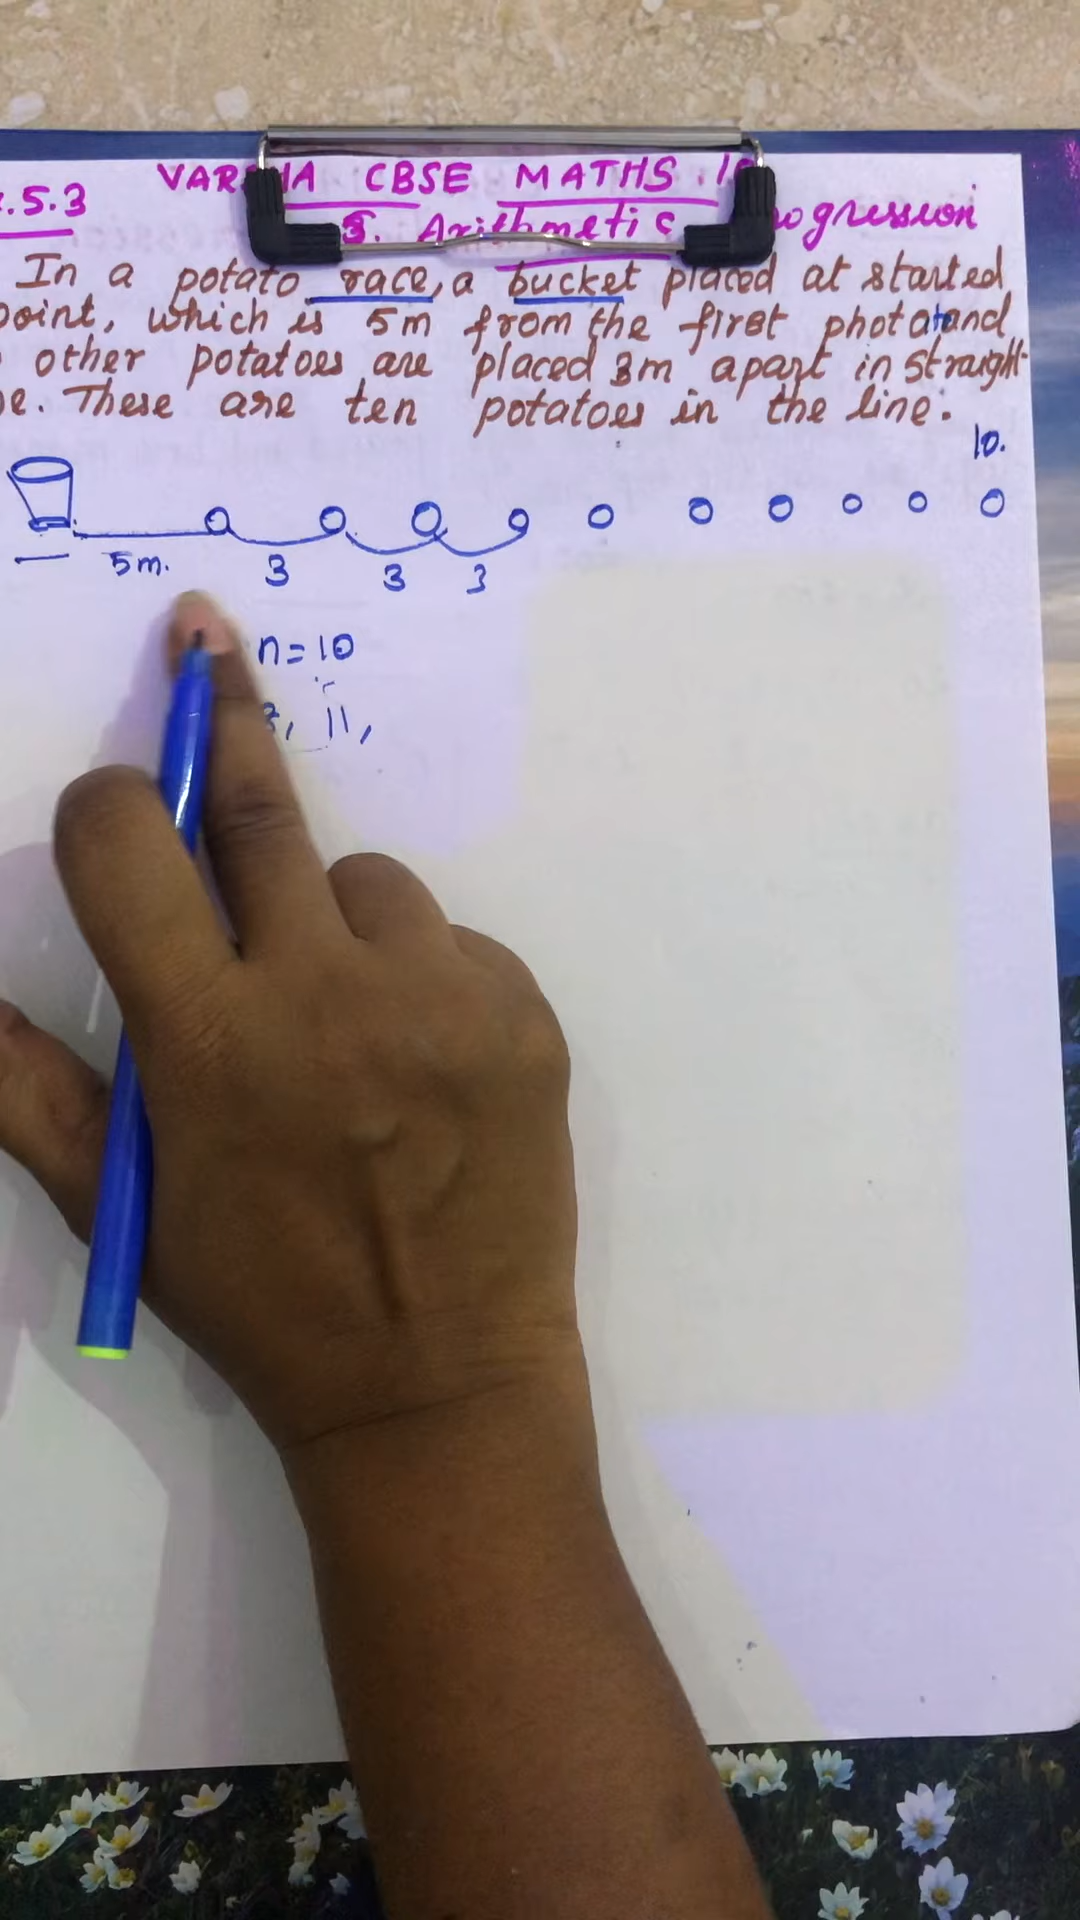 .5.3
CBSE MATHS
5. Arithmetic
In a potato race, a bucket placed at started
point, which is 5m from the first photatand
other potatoes are placed 3m apart in straight
These are ten potatoes in the line.
10.
5m. 3 3 3
n=10
11,